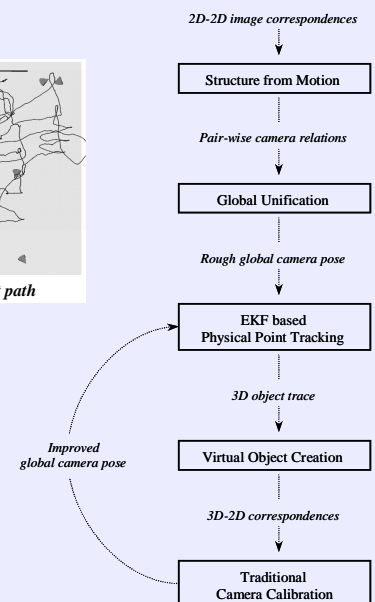 2D-2D image correspondences
Structure from Motion
Pair-wise camera relations
Global Unification
Rough global camera pose
path
EKF based
Physical Point Tracking
3D object trace
Improved
global camera pose
Virtual Object Creation
3D-2D correspondences
Traditional
Camera Calibration